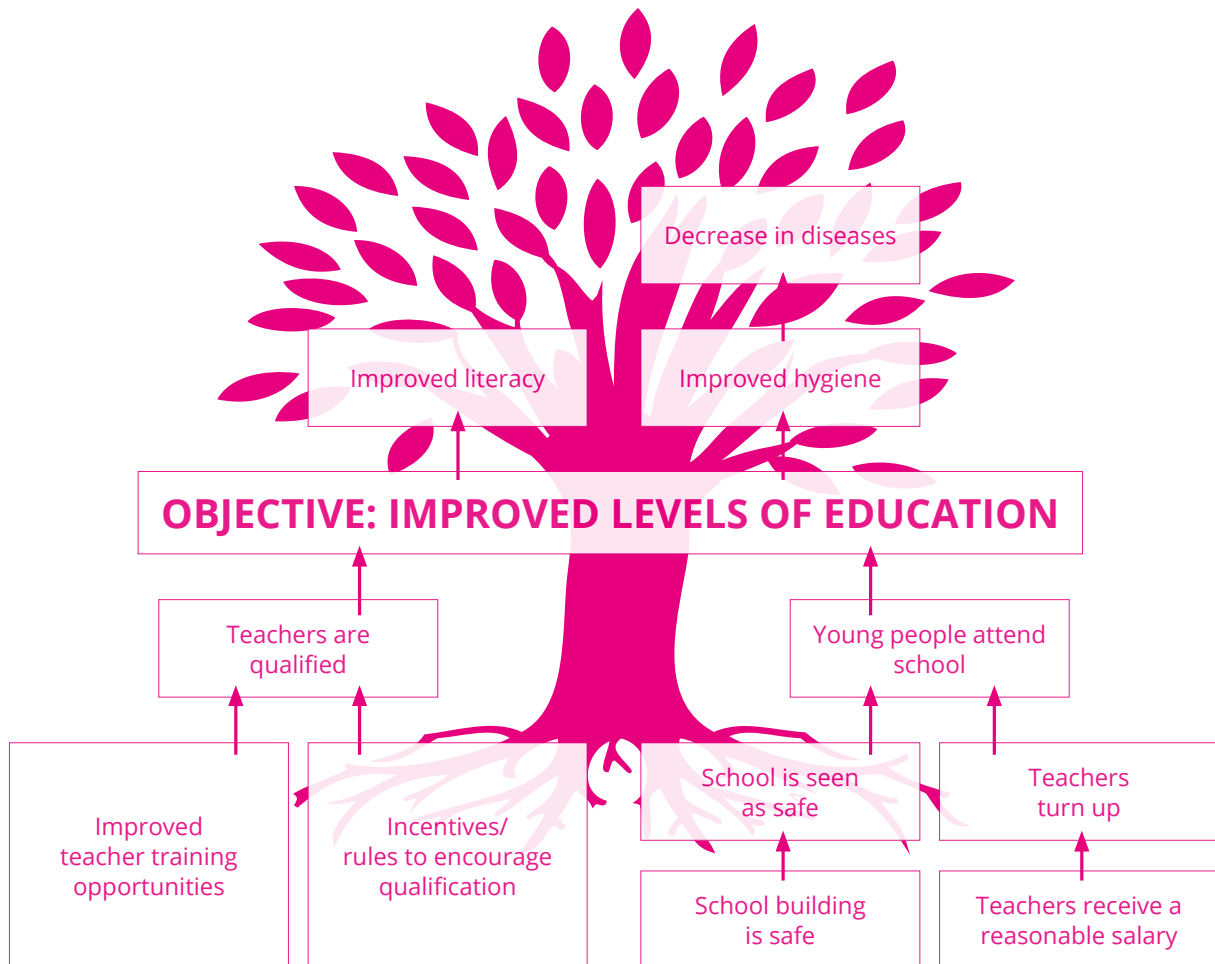 Decrease in diseases
Improved literacy
Improved hygiene
OBJECTIVE: IMPROVED LEVELS OF EDUCATION
Teachers are
qualified
Young people attend
school
Improved
teacher training
opportunities
Incentives/
rules to encourage
qualification
School is seen
as safe
Teachers
turn up
School building
is safe
Teachers receive a
reasonable salary